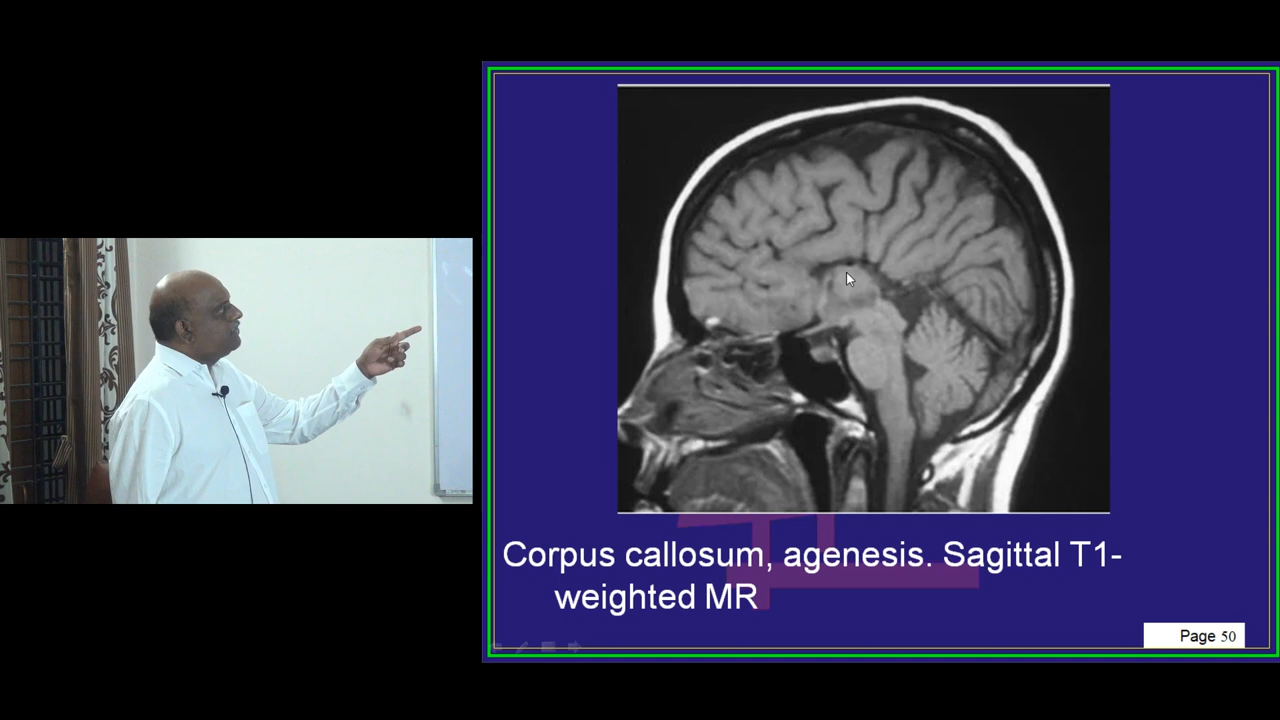 Corpus callosum, agenesis. Sagittal T1-
weighted MR
Page 50